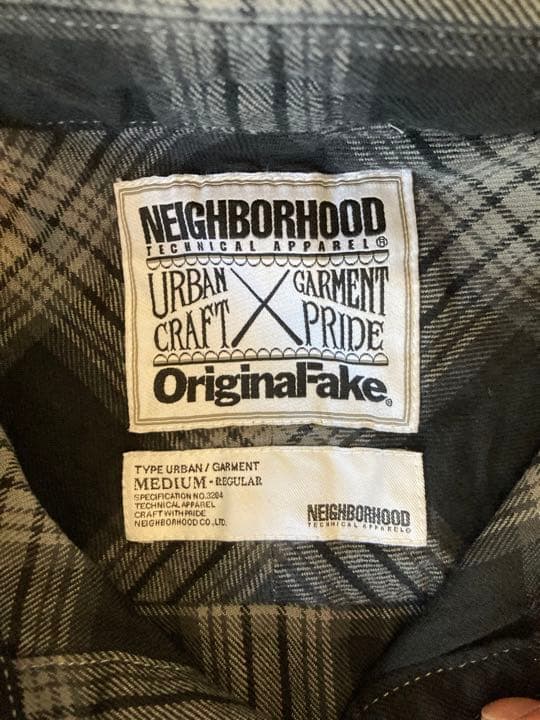 NEIGHBORHOOD
TECHNICAL APPAREL®
URBAN GARMENT
CRAFT PRIDE
OriginalFake®
TYPE URBAN / GARMENT
MEDIUM - REGULAR
SPECIFICATION NO.3204
TECHNICAL APPAREL
CRAFT WITH PRIDE
NEIGHBORHOOD CO., LTD.
NEIGHBORHOOD
TECHNICAL APPAREL®